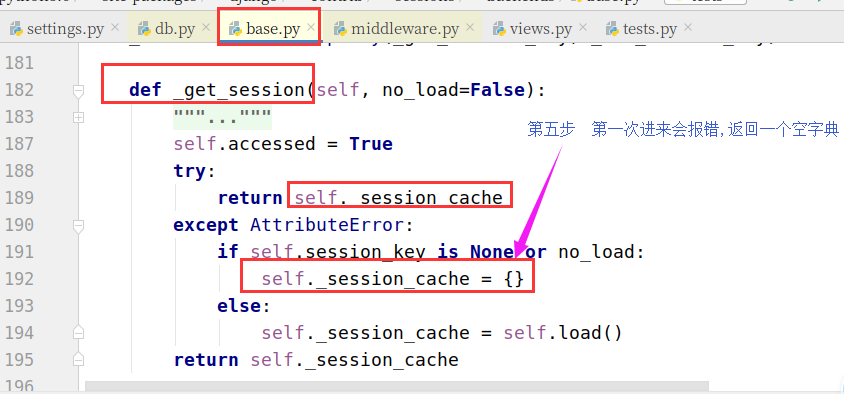 settings.py db.py base.py middleware.py views.py tests.py
181
182 def _get_session(self, no_load=False):
183 """..."""
187 self.accessed = True
188 try:
189 return self._session_cache
190 except AttributeError:
191 if self.session_key is None or no_load:
192 self._session_cache = {}
193 else:
194 self._session_cache = self.load()
195 return self._session_cache
196
第五步 第一次进来会报错,返回一个空字典